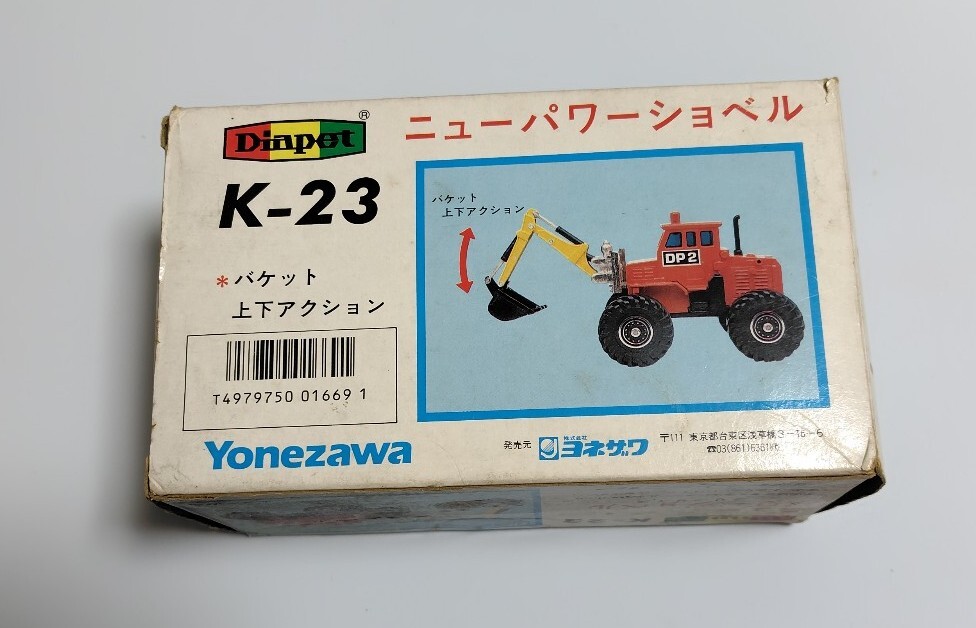 Diapet®
ニューパワーショベル
K-23
バケット
上下アクション
DP2
*バケット
上下アクション
T4979750 01669 1
Yonezawa
発売元 株式会社 ヨネザワ
〒111 東京都台東区浅草橋3-16-6
K-23